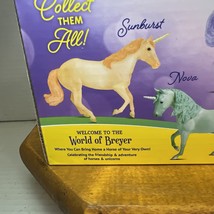 Collect
THEM
All!
Sunburst
Nova
WELCOME TO THE
World of Breyer
Where You Can Bring Home a Horse of Your Very Own!
Celebrating the friendship & adventure
of horses & unicorns